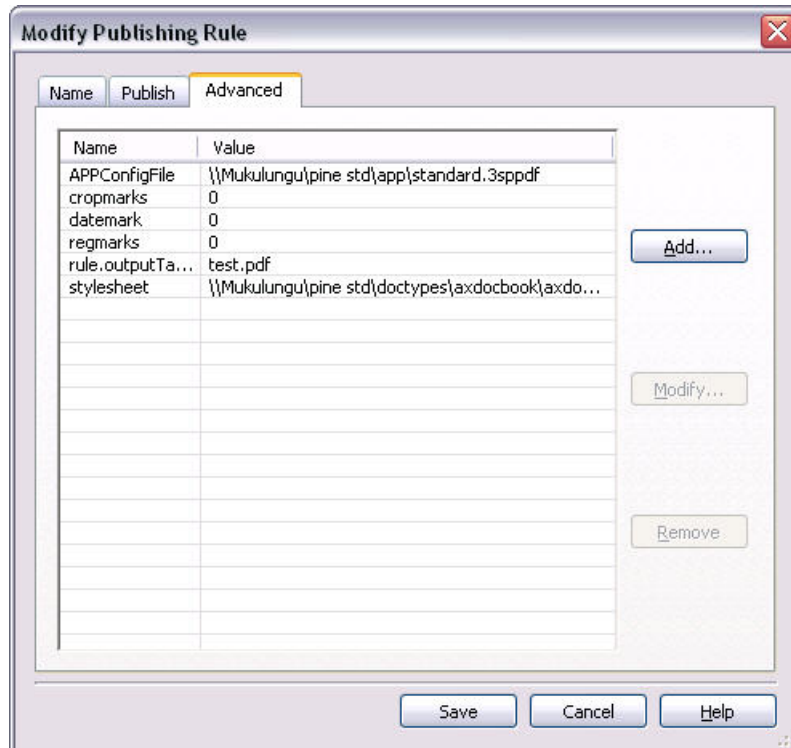 Modify Publishing Rule
Name Publish Advanced
Name Value
APPConfigFile \\Mukulungu\pine std\app\standard.3sppdf
cropmarks 0
datemark 0
regmarks 0
rule.outputTa... test.pdf
stylesheet \\Mukulungu\pine std\doctypes\axdocbook\axdo...
Add...
Modify...
Remove
Save Cancel Help